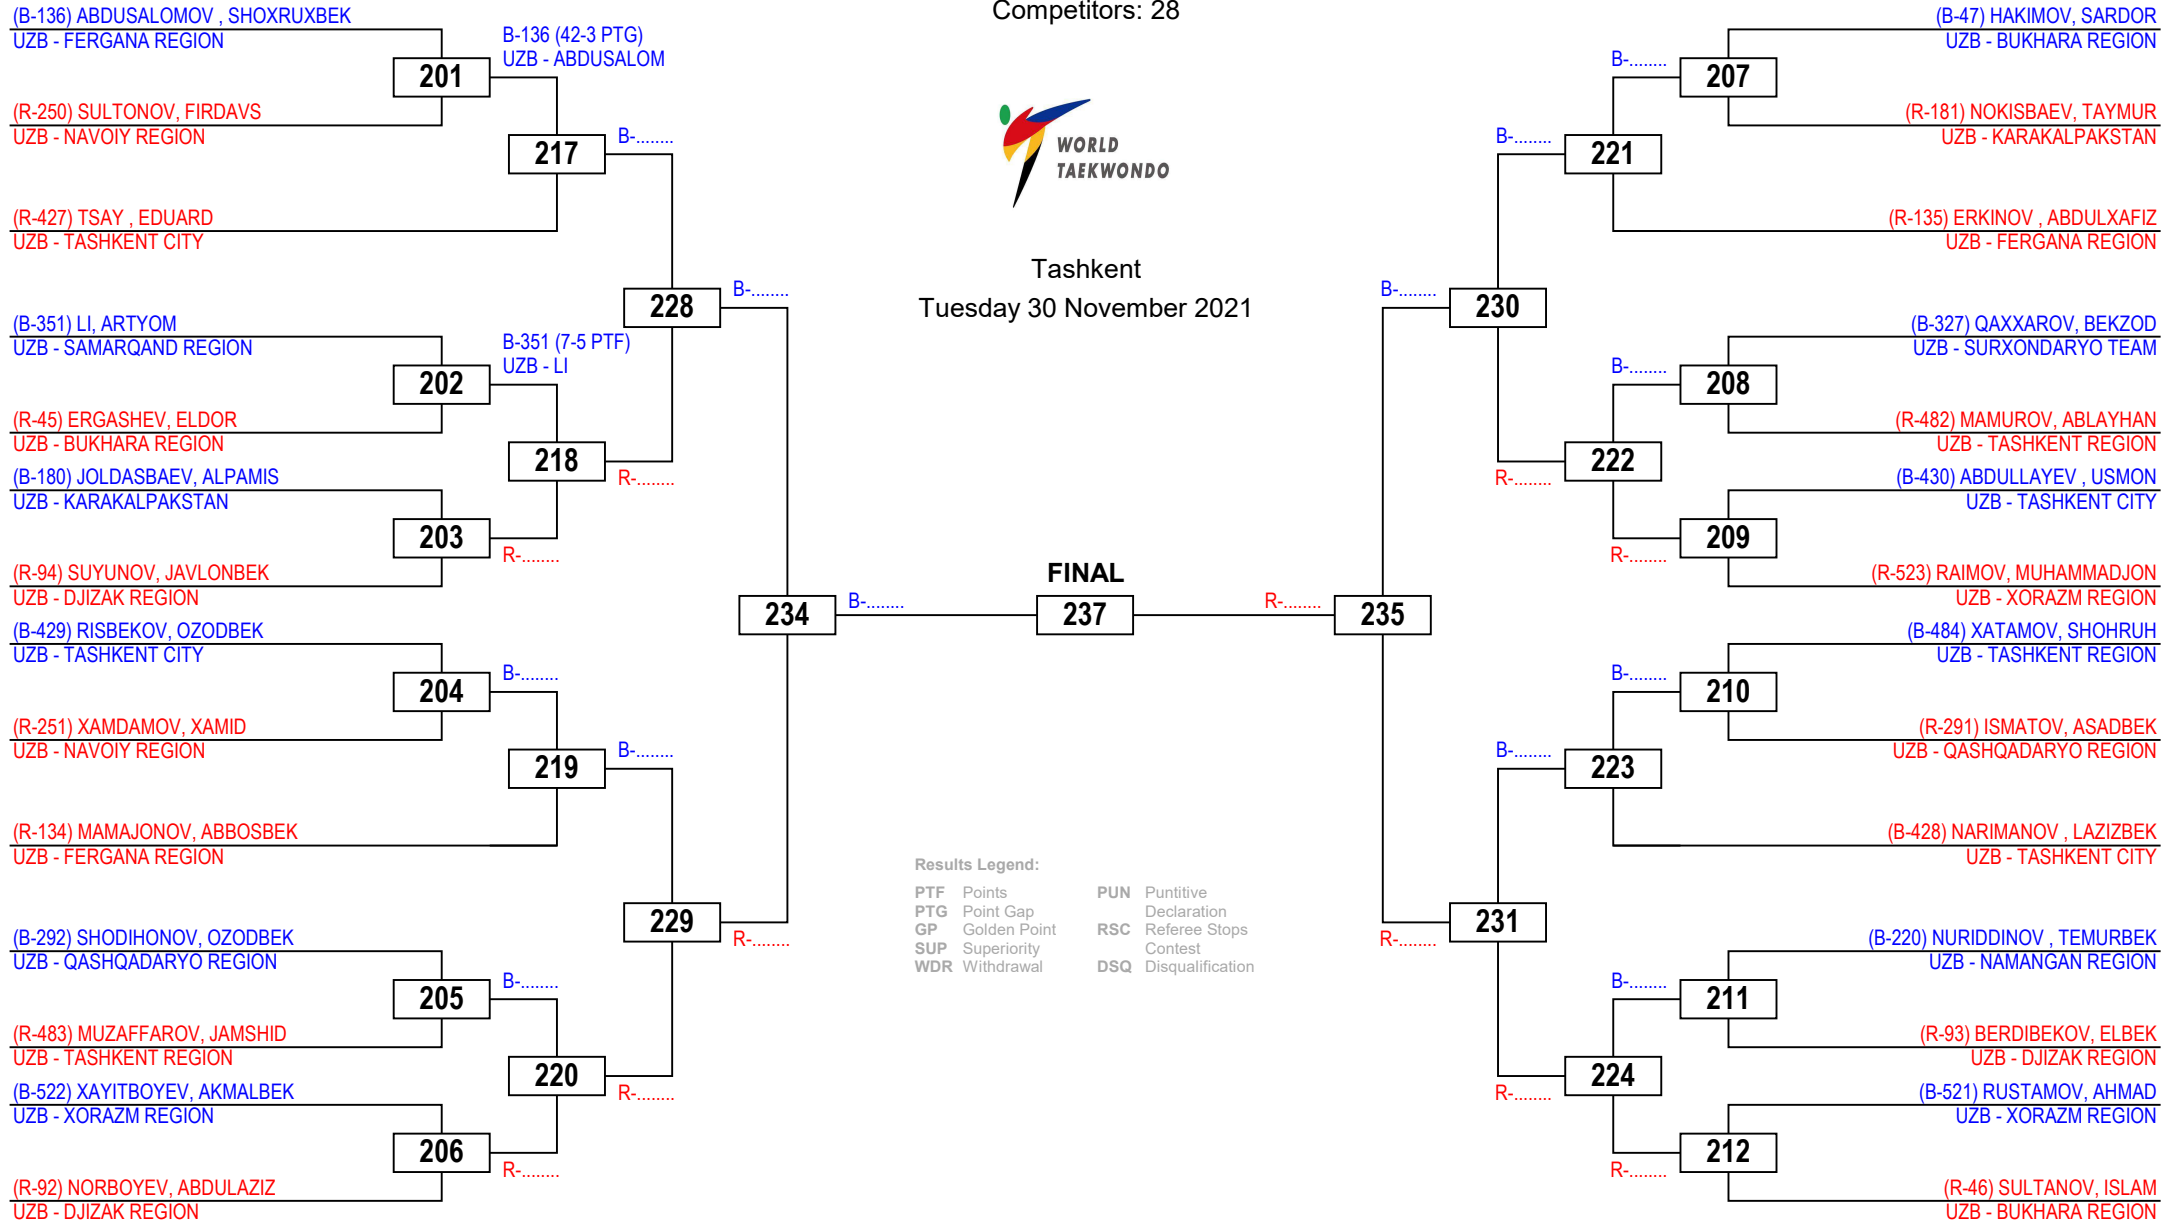 Competitors: 28
WORLD
TAEKWONDO
Tashkent
Tuesday 30 November 2021
(B-136) ABDUSALOMOV , SHOXRUXBEK
UZB - FERGANA REGION
201
(R-250) SULTONOV, FIRDAVS
UZB - NAVOIY REGION
B-136 (42-3 PTG)
UZB - ABDUSALOM
217
(R-427) TSAY , EDUARD
UZB - TASHKENT CITY
B-........
228
(B-351) LI, ARTYOM
UZB - SAMARQAND REGION
202
(R-45) ERGASHEV, ELDOR
UZB - BUKHARA REGION
B-351 (7-5 PTF)
UZB - LI
218
R-........
(B-180) JOLDASBAEV, ALPAMIS
UZB - KARAKALPAKSTAN
203
R-........
(R-94) SUYUNOV, JAVLONBEK
UZB - DJIZAK REGION
B-........
234
(B-429) RISBEKOV, OZODBEK
UZB - TASHKENT CITY
204
B-........
(R-251) XAMDAMOV, XAMID
UZB - NAVOIY REGION
219
B-........
(R-134) MAMAJONOV, ABBOSBEK
UZB - FERGANA REGION
229
R-........
(B-292) SHODIHONOV, OZODBEK
UZB - QASHQADARYO REGION
205
B-........
(R-483) MUZAFFAROV, JAMSHID
UZB - TASHKENT REGION
220
R-........
(B-522) XAYITBOYEV, AKMALBEK
UZB - XORAZM REGION
206
R-........
(R-92) NORBOYEV, ABDULAZIZ
UZB - DJIZAK REGION
B-........
FINAL
237
R-........
235
(B-47) HAKIMOV, SARDOR
UZB - BUKHARA REGION
B-........
207
(R-181) NOKISBAEV, TAYMUR
UZB - KARAKALPAKSTAN
B-........
221
(R-135) ERKINOV , ABDULXAFIZ
UZB - FERGANA REGION
B-........
230
(B-327) QAXXAROV, BEKZOD
UZB - SURXONDARYO TEAM
B-........
208
(R-482) MAMUROV, ABLAYHAN
UZB - TASHKENT REGION
222
R-........
(B-430) ABDULLAYEV , USMON
UZB - TASHKENT CITY
209
R-........
(R-523) RAIMOV, MUHAMMADJON
UZB - XORAZM REGION
(B-484) XATAMOV, SHOHRUH
UZB - TASHKENT REGION
B-........
210
(R-291) ISMATOV, ASADBEK
UZB - QASHQADARYO REGION
B-........
223
(B-428) NARIMANOV , LAZIZBEK
UZB - TASHKENT CITY
231
R-........
(B-220) NURIDDINOV , TEMURBEK
UZB - NAMANGAN REGION
B-........
211
(R-93) BERDIBEKOV, ELBEK
UZB - DJIZAK REGION
224
R-........
(B-521) RUSTAMOV, AHMAD
UZB - XORAZM REGION
212
R-........
(R-46) SULTANOV, ISLAM
UZB - BUKHARA REGION
Results Legend:
PTF Points PUN Puntitive
PTG Point Gap Declaration
GP Golden Point RSC Referee Stops
SUP Superiority Contest
WDR Withdrawal DSQ Disqualification